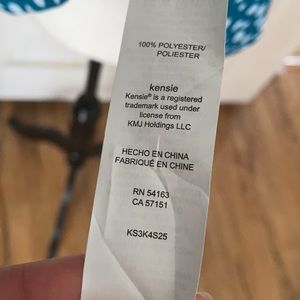 100% POLYESTER/
POLIESTER
kensie
Kensie® is a registered
trademark used under
license from
KMJ Holdings LLC
HECHO EN CHINA
FABRIQUÉ EN CHINE
RN 54163
CA 57151
KS3K4S25